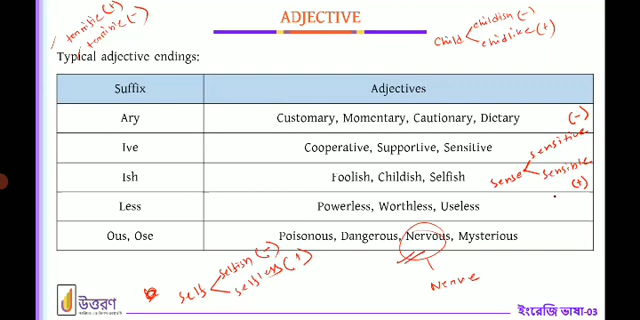 ADJECTIVE
terrific (+)
terrible (-)
child childish (-)
childlike (+)
Typical adjective endings:
Suffix Adjectives
Ary Customary, Momentary, Cautionary, Dietary
Ive Cooperative, Supportive, Sensitive
Ish Foolish, Childish, Selfish
Less Powerless, Worthless, Useless
Ous, Ose Poisonous, Dangerous, Nervous, Mysterious
(-)
sensitive
sense sensible
(+)
self selfish (-)
selfless (+)
Nerve
উত্তরণ
ইংরেজি ভাষা-03